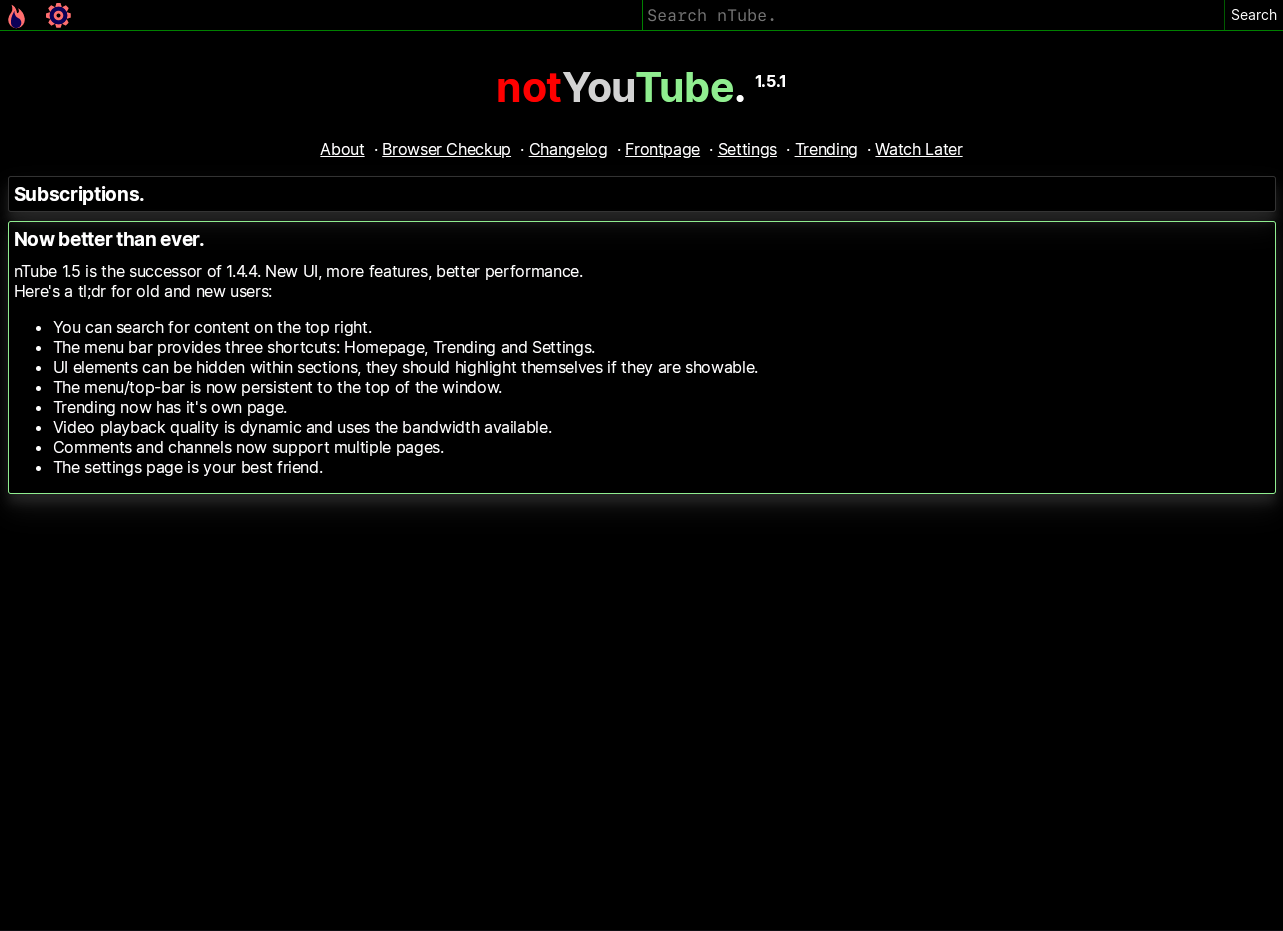 Search nTube. Search
notYouTube. 1.5.1
About · Browser Checkup · Changelog · Frontpage · Settings · Trending · Watch Later
Subscriptions.
Now better than ever.
nTube 1.5 is the successor of 1.4.4. New UI, more features, better performance.
Here's a tl;dr for old and new users:
• You can search for content on the top right.
• The menu bar provides three shortcuts: Homepage, Trending and Settings.
• UI elements can be hidden within sections, they should highlight themselves if they are showable.
• The menu/top-bar is now persistent to the top of the window.
• Trending now has it's own page.
• Video playback quality is dynamic and uses the bandwidth available.
• Comments and channels now support multiple pages.
• The settings page is your best friend.